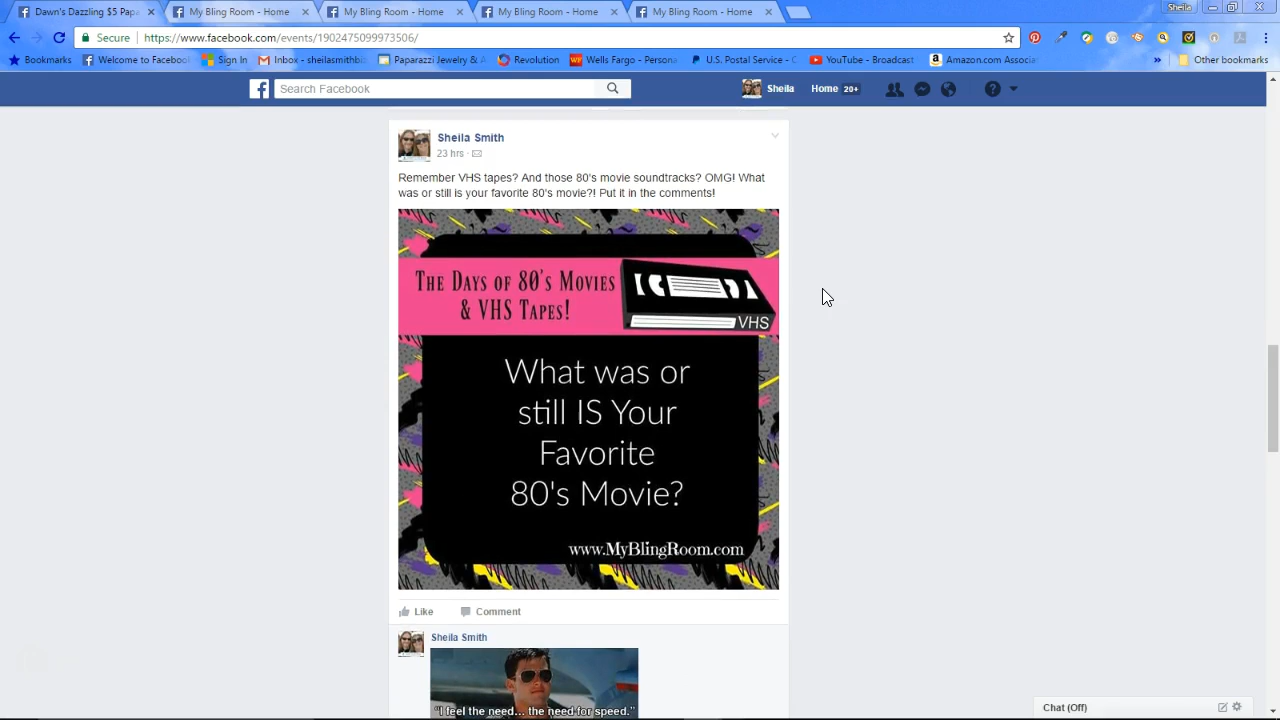 Dawn's Dazzling $5 Pape
My Bling Room - Home
My Bling Room - Home
My Bling Room - Home
My Bling Room - Home
Sheila
Secure
https://www.facebook.com/events/1902475099973506/
Bookmarks
Welcome to Faceboo
Sign In
Inbox - sheilasmithbi
Paparazzi Jewelry & A
Revolution
Wells Fargo - Persona
U.S. Postal Service - C
YouTube - Broadcast
Amazon.com Associa
»
Other bookmarks
Search Facebook
Sheila
Home 20+
Sheila Smith
23 hrs ·
Remember VHS tapes? And those 80's movie soundtracks? OMG! What
was or still is your favorite 80's movie?! Put it in the comments!
The Days of 80's Movies
& VHS Tapes!
VHS
What was or
still IS Your
Favorite
80's Movie?
www.MyBlingRoom.com
Like
Comment
Sheila Smith
"I feel the need... the need for speed."
Chat (Off)